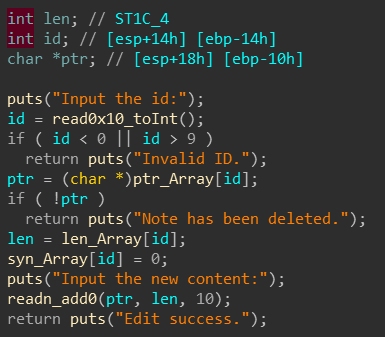 int len; // ST1C_4
int id; // [esp+14h] [ebp-14h]
char *ptr; // [esp+18h] [ebp-10h]
puts("Input the id:");
id = read0x10_toInt();
if ( id < 0 || id > 9 )
return puts("Invalid ID.");
ptr = (char *)ptr_Array[id];
if ( !ptr )
return puts("Note has been deleted.");
len = len_Array[id];
syn_Array[id] = 0;
puts("Input the new content:");
readn_add0(ptr, len, 10);
return puts("Edit success.");